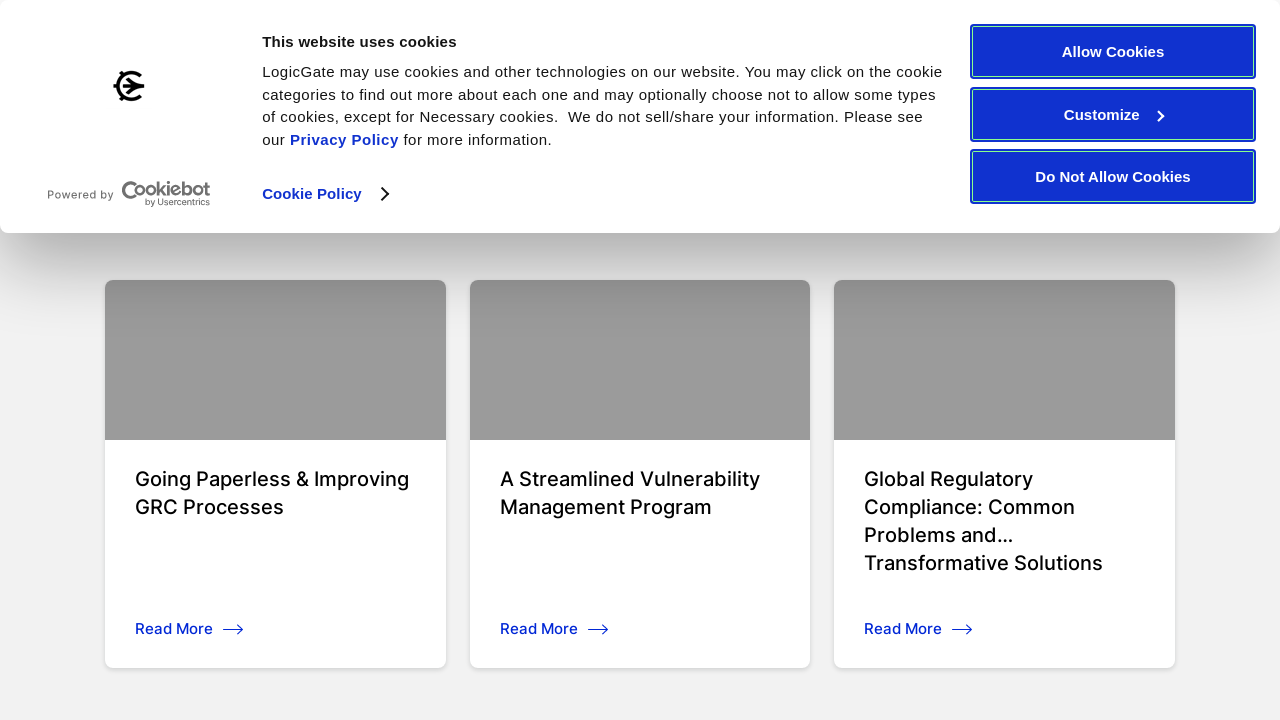 This website uses cookies
LogicGate may use cookies and other technologies on our website. You may click on the cookie
categories to find out more about each one and may optionally choose not to allow some types
of cookies, except for Necessary cookies.  We do not sell/share your information. Please see
our Privacy Policy for more information.
Cookie Policy
Powered by Cookiebot
by Usercentrics
Allow Cookies
Customize
Do Not Allow Cookies
Going Paperless & Improving
GRC Processes
Read More
A Streamlined Vulnerability
Management Program
Read More
Global Regulatory
Compliance: Common
Problems and...
Transformative Solutions
Read More